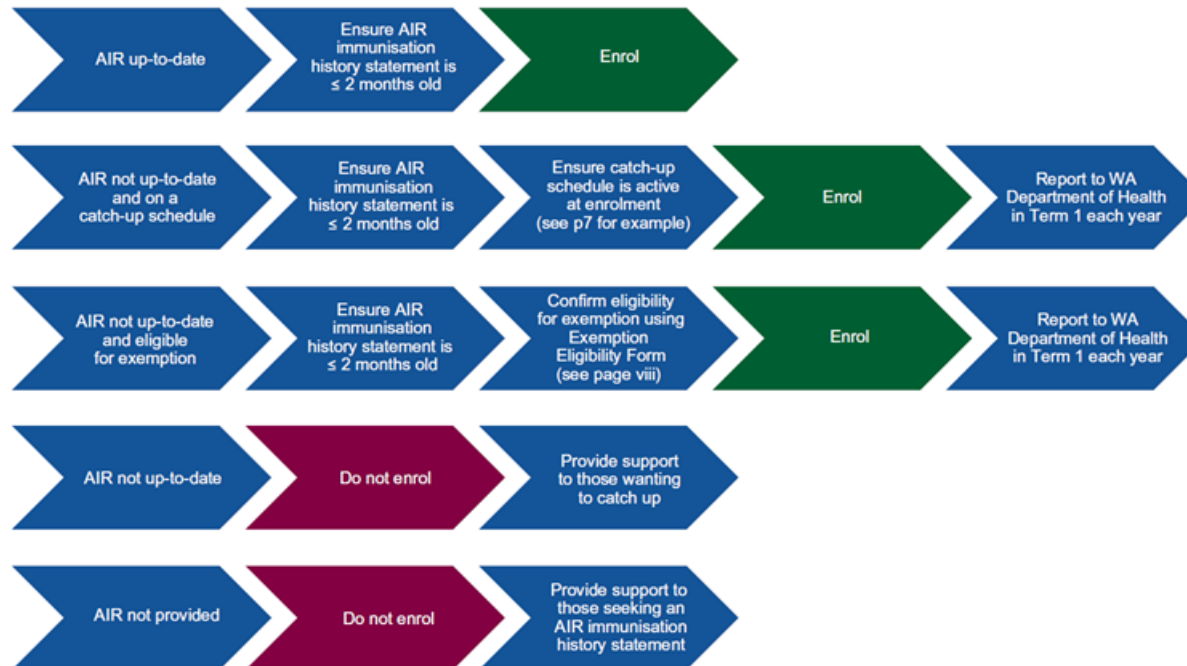 AIR up-to-date
Ensure AIR
immunisation
history statement is
≤ 2 months old
Enrol
AIR not up-to-date
and on a
catch-up schedule
Ensure AIR
immunisation
history statement is
≤ 2 months old
Ensure catch-up
schedule is active
at enrolment
(see p7 for example)
Enrol
Report to WA
Department of Health
in Term 1 each year
AIR not up-to-date
and eligible
for exemption
Ensure AIR
immunisation
history statement is
≤ 2 months old
Confirm eligibility
for exemption using
Exemption
Eligibility Form
(see page viii)
Enrol
Report to WA
Department of Health
in Term 1 each year
AIR not up-to-date
Do not enrol
Provide support
to those wanting
to catch up
AIR not provided
Do not enrol
Provide support to
those seeking an
AIR immunisation
history statement